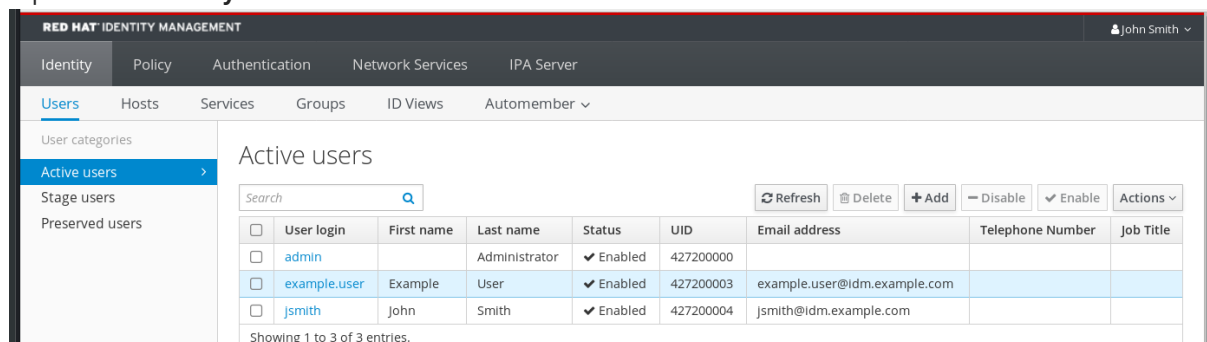 RED HAT IDENTITY MANAGEMENT John Smith
Identity Policy Authentication Network Services IPA Server
Users Hosts Services Groups ID Views Automember
User categories
Active users
Stage users
Preserved users
Active users
Search Refresh Delete Add Disable Enable Actions
User login First name Last name Status UID Email address Telephone Number Job Title
admin Administrator Enabled 427200000
example.user Example User Enabled 427200003 example.user@idm.example.com
jsmith John Smith Enabled 427200004 jsmith@idm.example.com
Showing 1 to 3 of 3 entries.